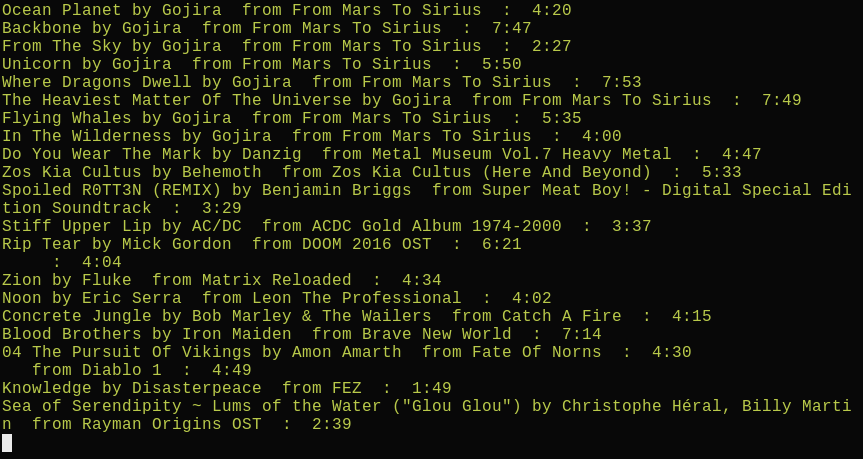 Ocean Planet by Gojira  from From Mars To Sirius  :  4:20
Backbone by Gojira  from From Mars To Sirius  :  7:47
From The Sky by Gojira  from From Mars To Sirius  :  2:27
Unicorn by Gojira  from From Mars To Sirius  :  5:50
Where Dragons Dwell by Gojira  from From Mars To Sirius  :  7:53
The Heaviest Matter Of The Universe by Gojira  from From Mars To Sirius  :  7:49
Flying Whales by Gojira  from From Mars To Sirius  :  5:35
In The Wilderness by Gojira  from From Mars To Sirius  :  4:00
Do You Wear The Mark by Danzig  from Metal Museum Vol.7 Heavy Metal  :  4:47
Zos Kia Cultus by Behemoth  from Zos Kia Cultus (Here And Beyond)  :  5:33
Spoiled R0TT3N (REMIX) by Benjamin Briggs  from Super Meat Boy! - Digital Special Edi
tion Soundtrack  :  3:29
Stiff Upper Lip by AC/DC  from ACDC Gold Album 1974-2000  :  3:37
Rip Tear by Mick Gordon  from DOOM 2016 OST  :  6:21
     :  4:04
Zion by Fluke  from Matrix Reloaded  :  4:34
Noon by Eric Serra  from Leon The Professional  :  4:02
Concrete Jungle by Bob Marley & The Wailers  from Catch A Fire  :  4:15
Blood Brothers by Iron Maiden  from Brave New World  :  7:14
04 The Pursuit Of Vikings by Amon Amarth  from Fate Of Norns  :  4:30
   from Diablo 1  :  4:49
Knowledge by Disasterpeace  from FEZ  :  1:49
Sea of Serendipity ~ Lums of the Water ("Glou Glou") by Christophe Héral, Billy Marti
n  from Rayman Origins OST  :  2:39